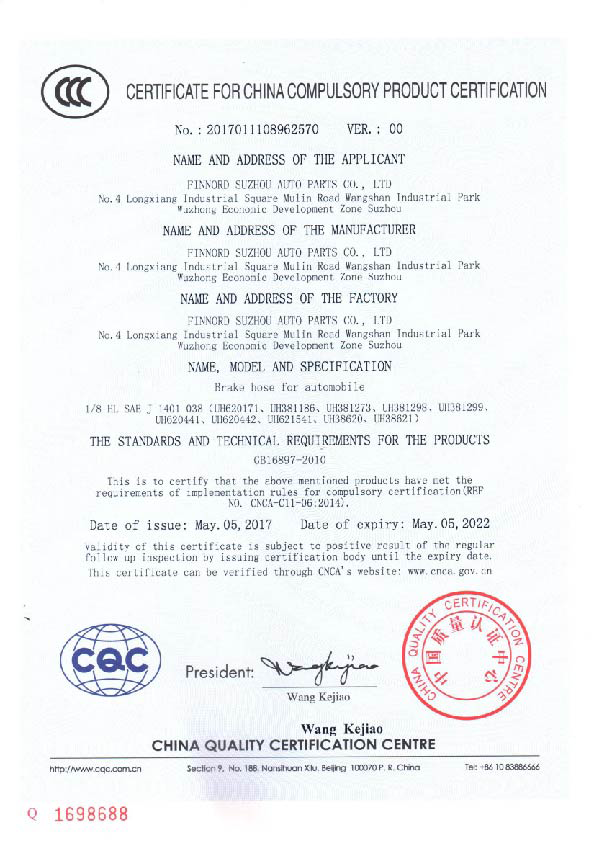 CCC
CERTIFICATE FOR CHINA COMPULSORY PRODUCT CERTIFICATION
No.: 2017011108962570 VER.: 00
NAME AND ADDRESS OF THE APPLICANT
FINNORD SUZHOU AUTO PARTS CO., LTD
No.4 Longxiang Industrial Square Mulin Road Wangshan Industrial Park
Wuzhong Economic Development Zone Suzhou
NAME AND ADDRESS OF THE MANUFACTURER
FINNORD SUZHOU AUTO PARTS CO., LTD
No.4 Longxiang Industrial Square Mulin Road Wangshan Industrial Park
Wuzhong Economic Development Zone Suzhou
NAME AND ADDRESS OF THE FACTORY
FINNORD SUZHOU AUTO PARTS CO., LTD
No.4 Longxiang Industrial Square Mulin Road Wangshan Industrial Park
Wuzhong Economic Development Zone Suzhou
NAME, MODEL AND SPECIFICATION
Brake hose for automobile
1/8 HL SAE J 1401 038 (UH620171、UH381186、UH381273、UH381298、UH381299、
UH620441、UH620442、UH621541、UH38620、UH38621)
THE STANDARDS AND TECHNICAL REQUIREMENTS FOR THE PRODUCTS
GB16897-2010
This is to certify that the above mentioned products have met the
requirements of implementation rules for compulsory certification(REF
NO. CNCA-C11-06:2014).
Date of issue: May.05,2017 Date of expiry: May.05,2022
Validity of this certificate is subject to positive result of the regular
follow up inspection by issuing certification body until the expiry date.
This certificate can be verified through CNCA's website: www.cnca.gov.cn
CQC
President: Wangkejiao
Wang Kejiao
CHINA QUALITY CERTIFICATION CENTRE
中国质量认证中心
Wang Kejiao
CHINA QUALITY CERTIFICATION CENTRE
http://www.cqc.com.cn Section 9, No. 188, Nansihuan Xilu, Beijing 100070 P. R. China Tel: +86 10 83886666
Q 1698688